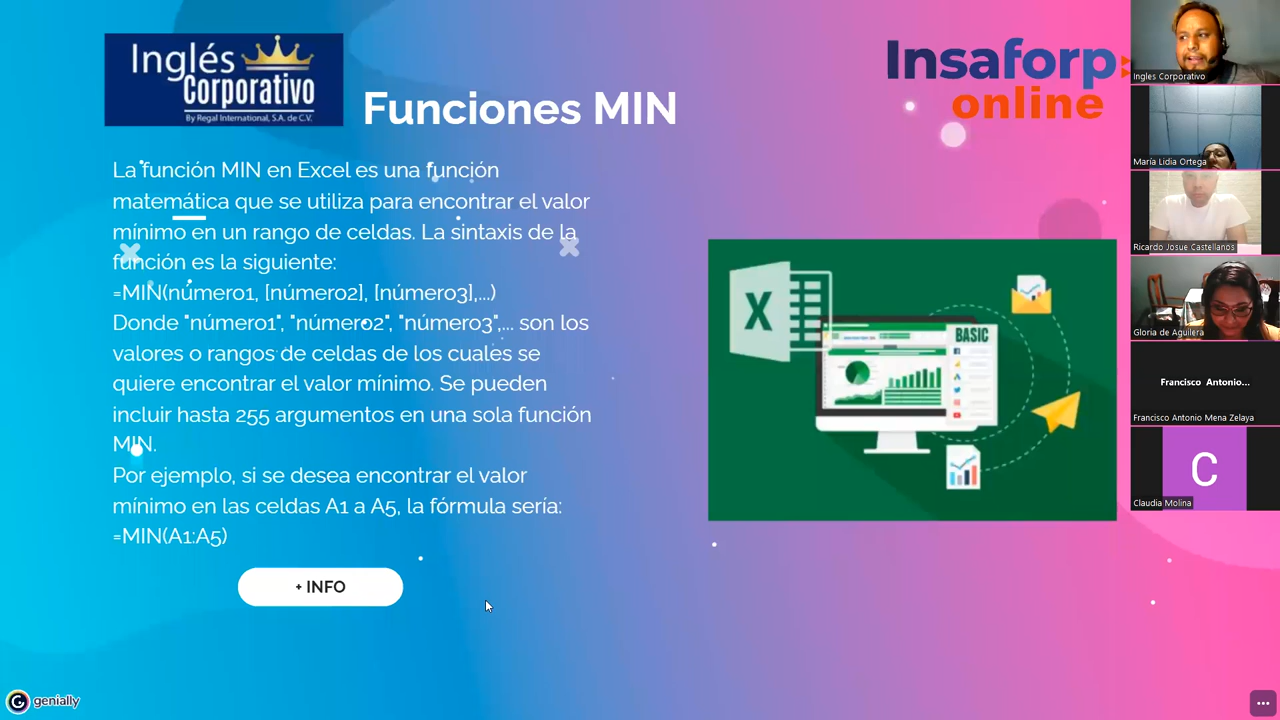 Inglés
Corporativo
By Regal International, S.A. de C.V.
Funciones MIN
Insaforp
online
La función MIN en Excel es una función
matemática que se utiliza para encontrar el valor
mínimo en un rango de celdas. La sintaxis de la
función es la siguiente:
=MIN(número1, [número2], [número3],...)
Donde "número1", "número2", "número3",... son los
valores o rangos de celdas de los cuales se
quiere encontrar el valor mínimo. Se pueden
incluir hasta 255 argumentos en una sola función
MIN.
Por ejemplo, si se desea encontrar el valor
mínimo en las celdas A1 a A5, la fórmula sería:
=MIN(A1:A5)
+ INFO
X
BASIC
genially
Ingles Corporativo
María Lidia Ortega
Ricardo Josue Castellanos
Gloria de Aguilera
Francisco Antonio...
Francisco Antonio Mena Zelaya
C
Claudia Molina